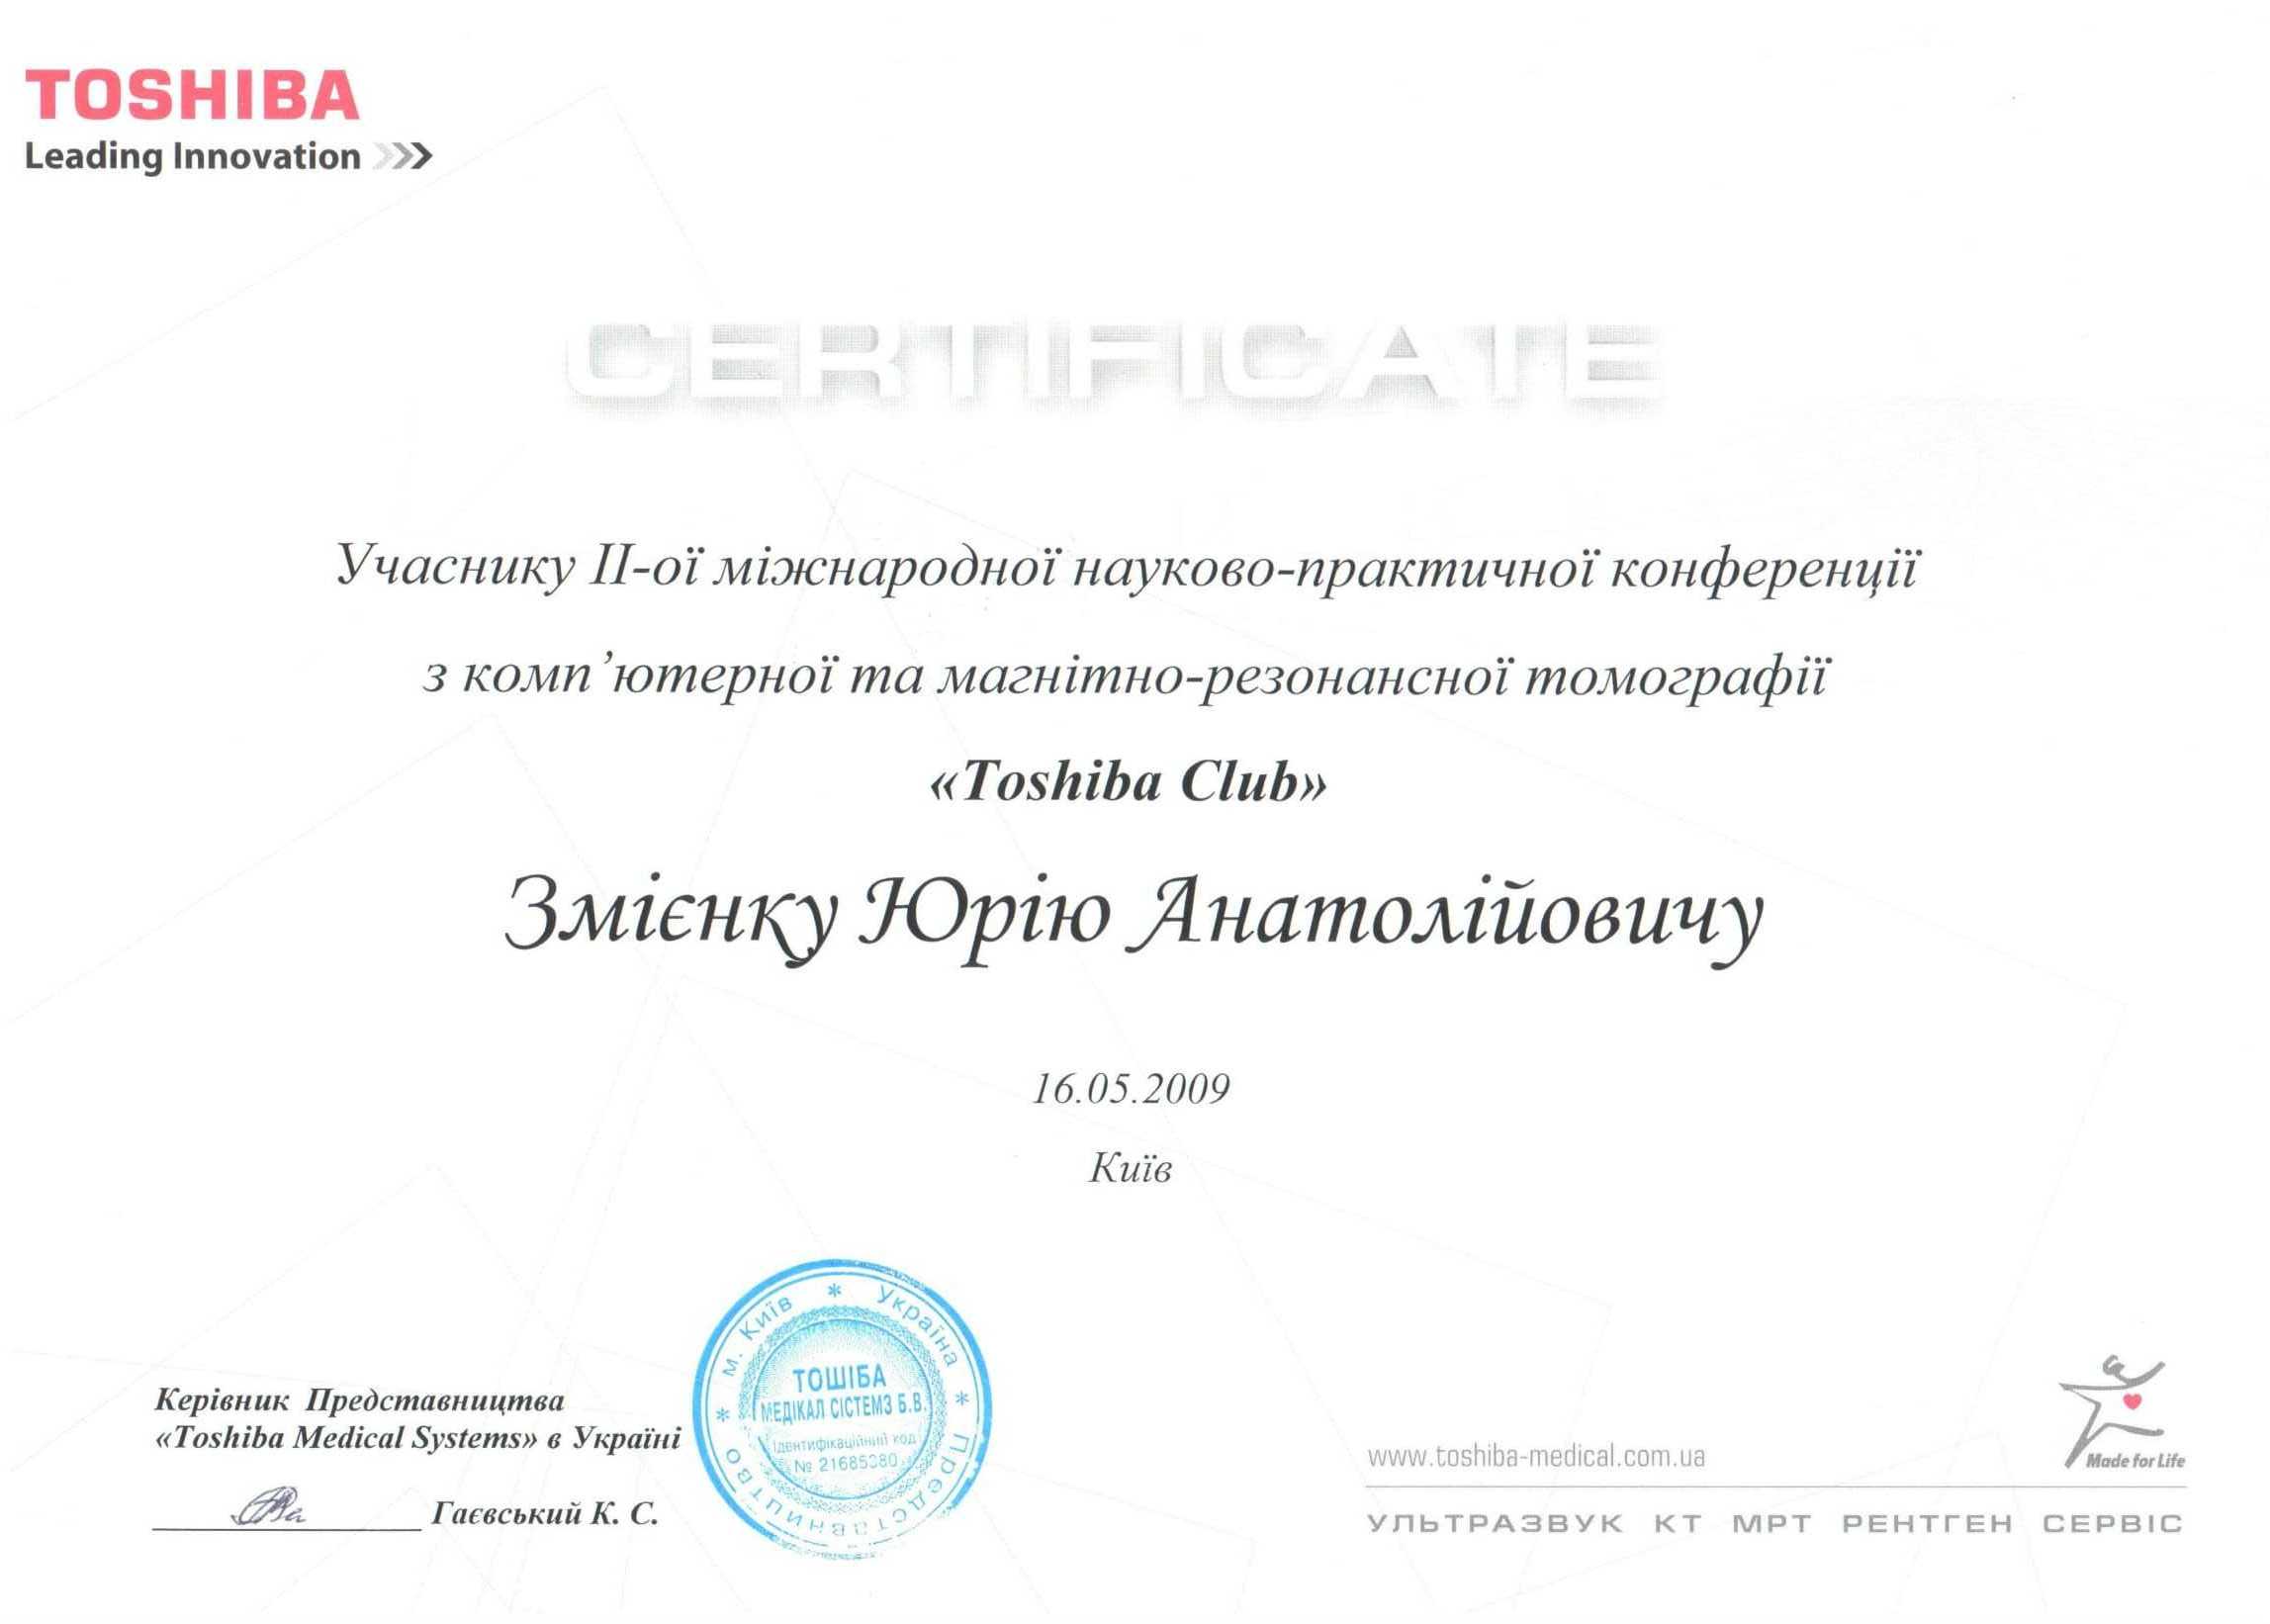 TOSHIBA
Leading Innovation >>>
CERTIFICATE
Учаснику ІІ-ої міжнародної науково-практичної конференції
з комп’ютерної та магнітно-резонансної томографії
«Toshiba Club»
Змієнку Юрію Анатолійовичу
16.05.2009
Київ
Керівник Представництва
«Toshiba Medical Systems» в Україні
Гаєвський К. С.
* м. Київ * Україна * Представництво
ТОШІБА
МЕДІКАЛ СІСТЕМЗ Б.В.
Ідентифікаційний код
№ 21685380
www.toshiba-medical.com.ua
Made for Life
УЛЬТРАЗВУК КТ МРТ РЕНТГЕН СЕРВІС